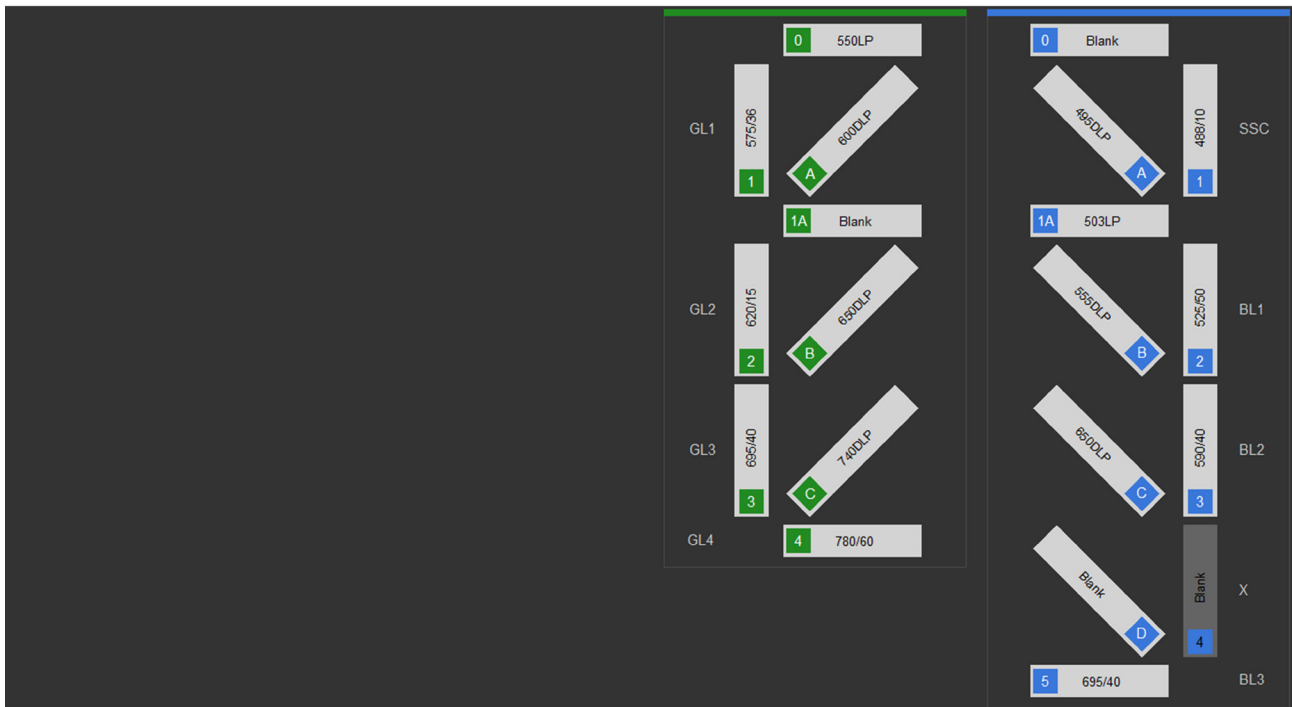 0 550LP
GL1 575/36 1 600DLP A
1A Blank
GL2 620/15 2 650DLP B
GL3 695/40 3 740DLP C
GL4 4 780/60
0 Blank
495DLP A 488/10 1 SSC
1A 503LP
555DLP B 525/50 2 BL1
650DLP C 590/40 3 BL2
Blank D Blank 4 X
5 695/40 BL3